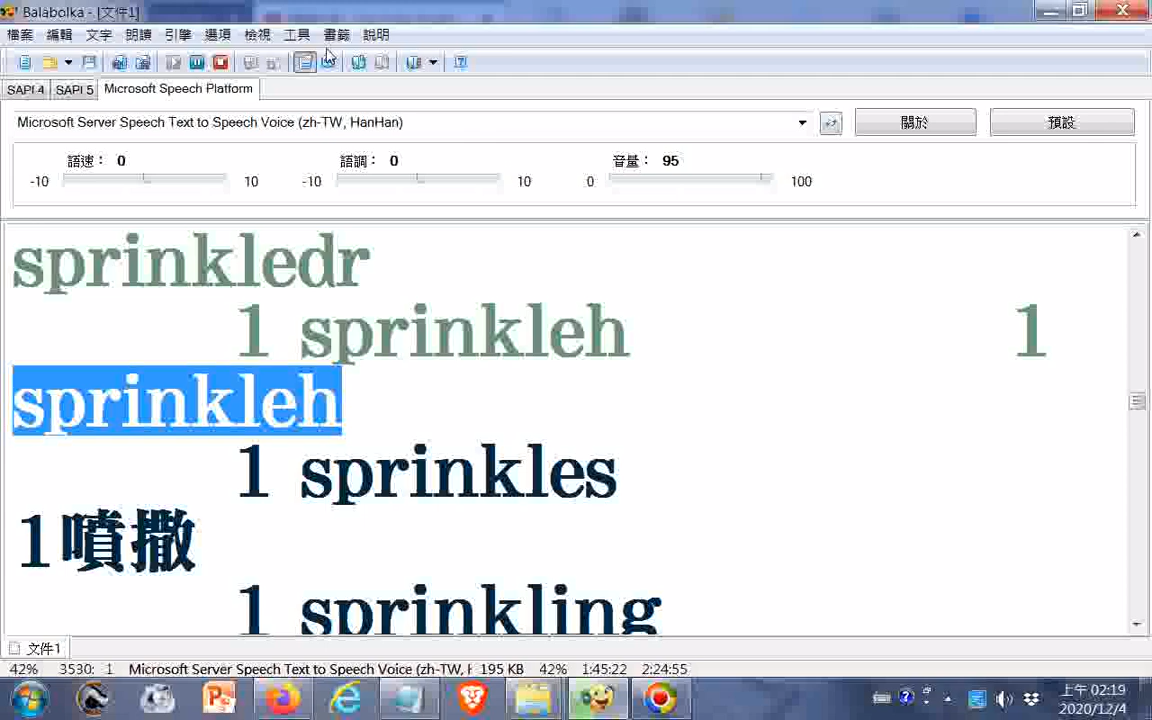 Balabolka - [文件1]
檔案 編輯 文字 朗讀 引擎 選項 檢視 工具 書籤 說明
SAPI 4 SAPI 5 Microsoft Speech Platform
Microsoft Server Speech Text to Speech Voice (zh-TW, HanHan) 關於 預設
語速： 0 語調： 0 音量： 95
-10 10 -10 10 0 100
sprinkledr
1 sprinkleh 1
sprinkleh
1 sprinkles
1噴撒
1 sprinkling
文件1
42% 3530: 1 Microsoft Server Speech Text to Speech Voice (zh-TW, 195 KB 42% 1:45:22 2:24:55
上午 02:19
2020/12/4